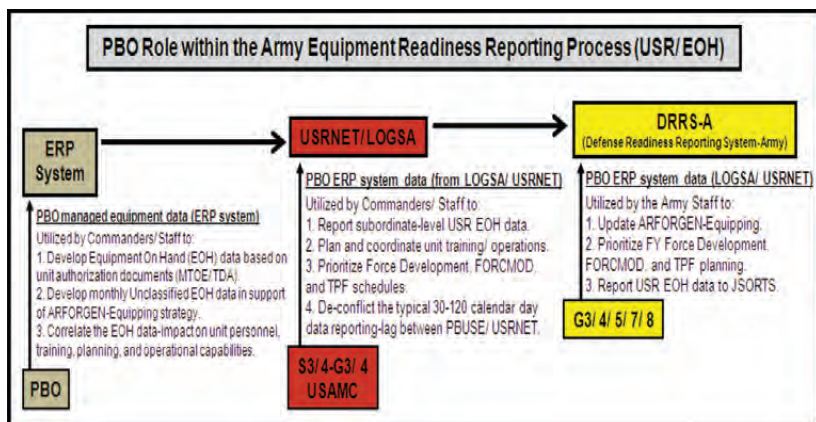 PBO Role within the Army Equipment Readiness Reporting Process (USR/ EOH)
ERP
System
USRNET/LOGSA
DRRS-A
(Defense Readiness Reporting System-Army)
PBO managed equipment data (ERP system)
Utilized by Commanders/ Staff to:
1. Develop Equipment On Hand (EOH) data based on
unit authorization documents (MTOE/TDA).
2. Develop monthly Unclassified EOH data in support
of ARFORGEN-Equipping strategy.
3. Correlate the EOH data-impact on unit personnel,
training, planning, and operational capabilities.
PBO
PBO ERP system data (from LOGSA/ USRNET)
Utilized by Commanders/ Staff to:
1. Report subordinate-level USR EOH data.
2. Plan and coordinate unit training/ operations.
3. Prioritize Force Development, FORCMOD,
and TPF schedules.
4. De-conflict the typical 30-120 calendar day
data reporting-lag between PBUSE/ USRNET.
S3/ 4-G3/ 4
USAMC
PBO ERP system data (LOGSA/ USRNET)
Utilized by the Army Staff to:
1. Update ARFORGEN-Equipping.
2. Prioritize FY Force Development,
FORCMOD, and TPF planning.
3. Report USR EOH data to JSORTS.
G3/ 4/ 5/ 7/ 8